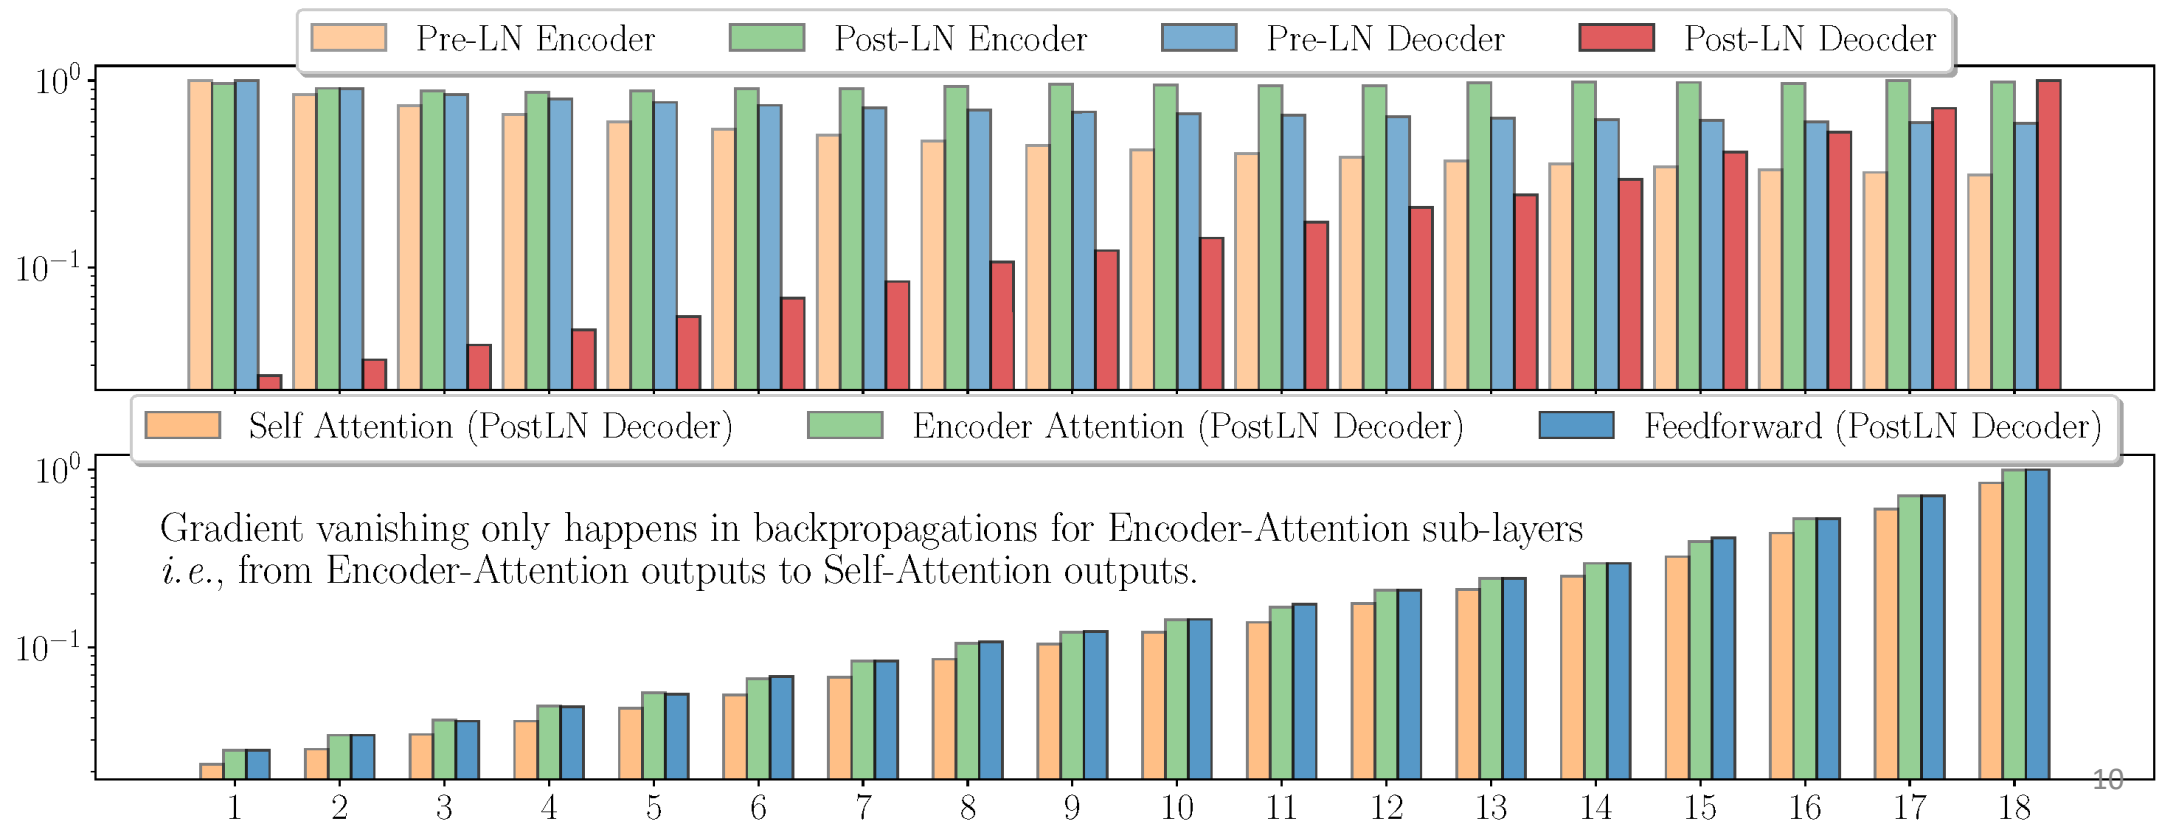 Pre-LN Encoder Post-LN Encoder Pre-LN Deocder Post-LN Deocder
10^0
10^−1
Self Attention (PostLN Decoder) Encoder Attention (PostLN Decoder) Feedforward (PostLN Decoder)
10^0
Gradient vanishing only happens in backpropagations for Encoder-Attention sub-layers
i.e., from Encoder-Attention outputs to Self-Attention outputs.
10^−1
10
1 2 3 4 5 6 7 8 9 10 11 12 13 14 15 16 17 18